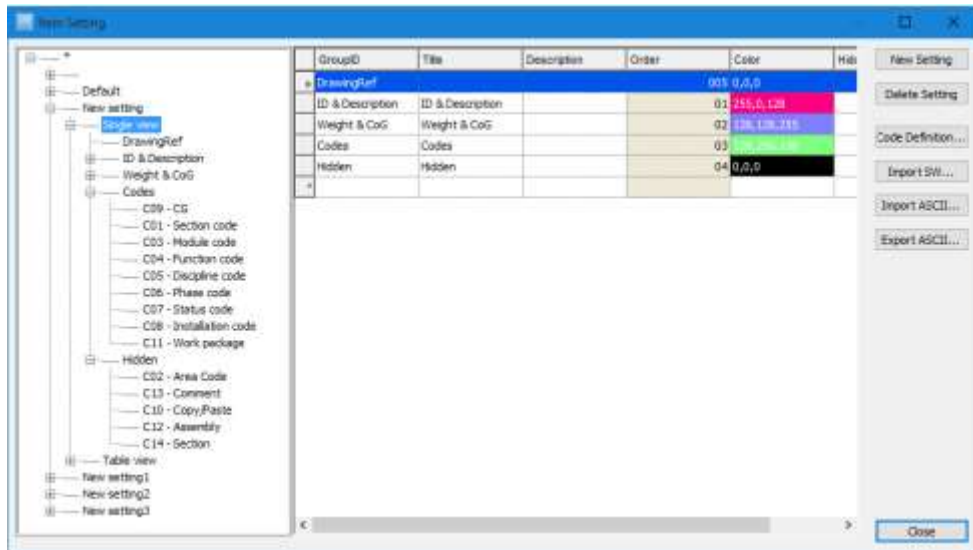 Item Setting
*
Default
New setting
Single view
DrawingRef
ID & Description
Weight & CoG
Codes
C09 - CG
C01 - Section code
C03 - Module code
C04 - Function code
C05 - Discipline code
C06 - Phase code
C07 - Status code
C08 - Installation code
C11 - Work package
Hidden
C02 - Area Code
C13 - Comment
C10 - Copy/Paste
C12 - Assembly
C14 - Section
Table view
New setting1
New setting2
New setting3
GroupID Title Description Order Color Hid
DrawingRef 005 0,0,0
ID & Description ID & Description 01 255,0,128
Weight & CoG Weight & CoG 02 128,128,255
Codes Codes 03
Hidden Hidden 04 0,0,0
*
New Setting
Delete Setting
Code Definition...
Import SW...
Import ASCII...
Export ASCII...
Close